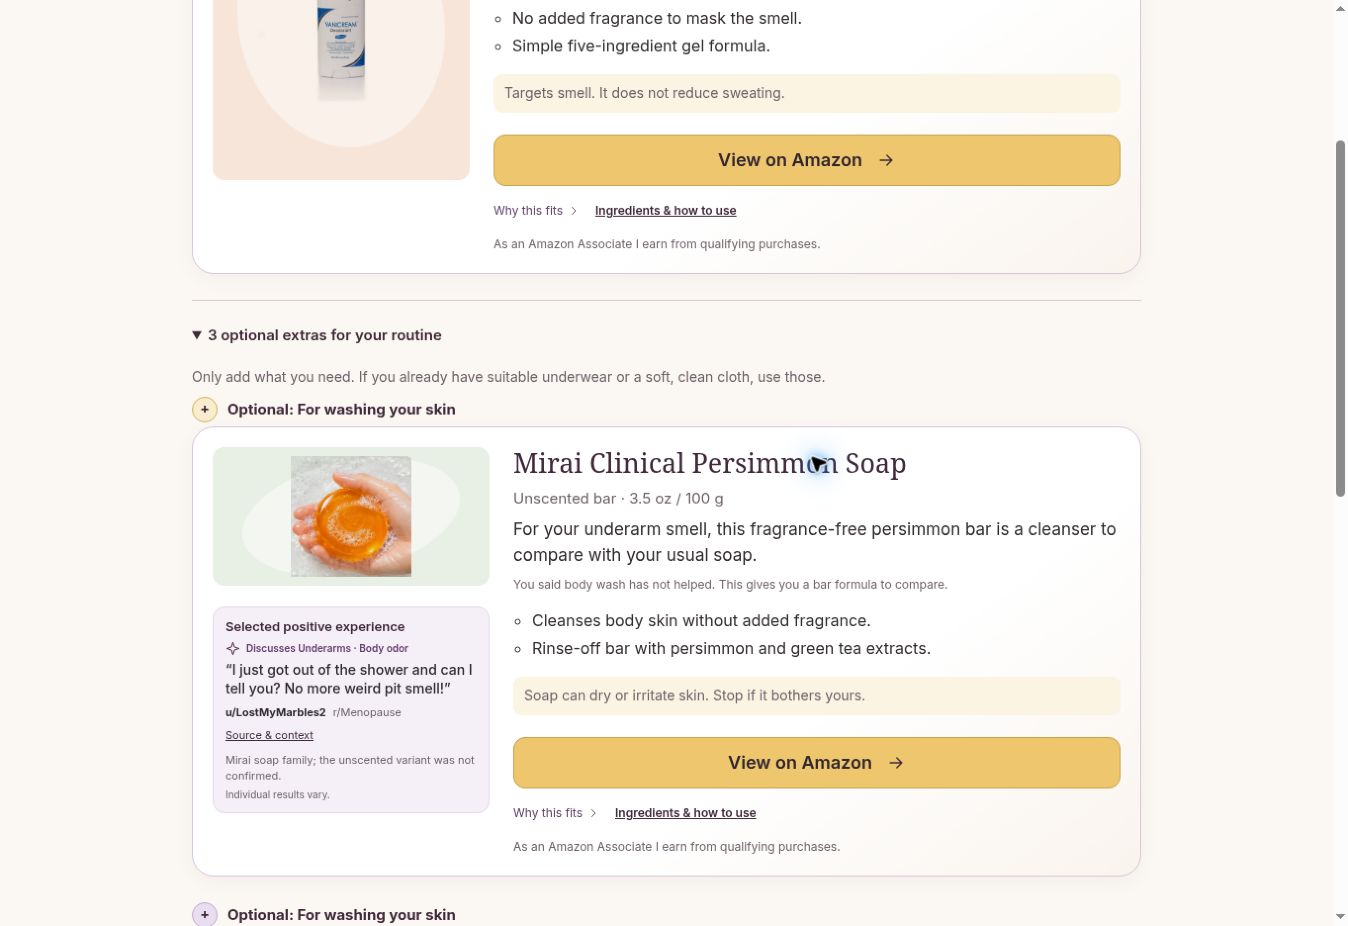 VANICREAM
Deodorant
No added fragrance to mask the smell.
Simple five-ingredient gel formula.
Targets smell. It does not reduce sweating.
View on Amazon →
Why this fits > Ingredients & how to use
As an Amazon Associate I earn from qualifying purchases.
▼ 3 optional extras for your routine
Only add what you need. If you already have suitable underwear or a soft, clean cloth, use those.
+ Optional: For washing your skin
Mirai Clinical Persimmon Soap
Unscented bar · 3.5 oz / 100 g
For your underarm smell, this fragrance-free persimmon bar is a cleanser to
compare with your usual soap.
You said body wash has not helped. This gives you a bar formula to compare.
Cleanses body skin without added fragrance.
Rinse-off bar with persimmon and green tea extracts.
Soap can dry or irritate skin. Stop if it bothers yours.
View on Amazon →
Why this fits > Ingredients & how to use
As an Amazon Associate I earn from qualifying purchases.
Selected positive experience
Discusses Underarms · Body odor
“I just got out of the shower and can I
tell you? No more weird pit smell!”
u/LostMyMarbles2 r/Menopause
Source & context
Mirai soap family; the unscented variant was not
confirmed.
Individual results vary.
+ Optional: For washing your skin